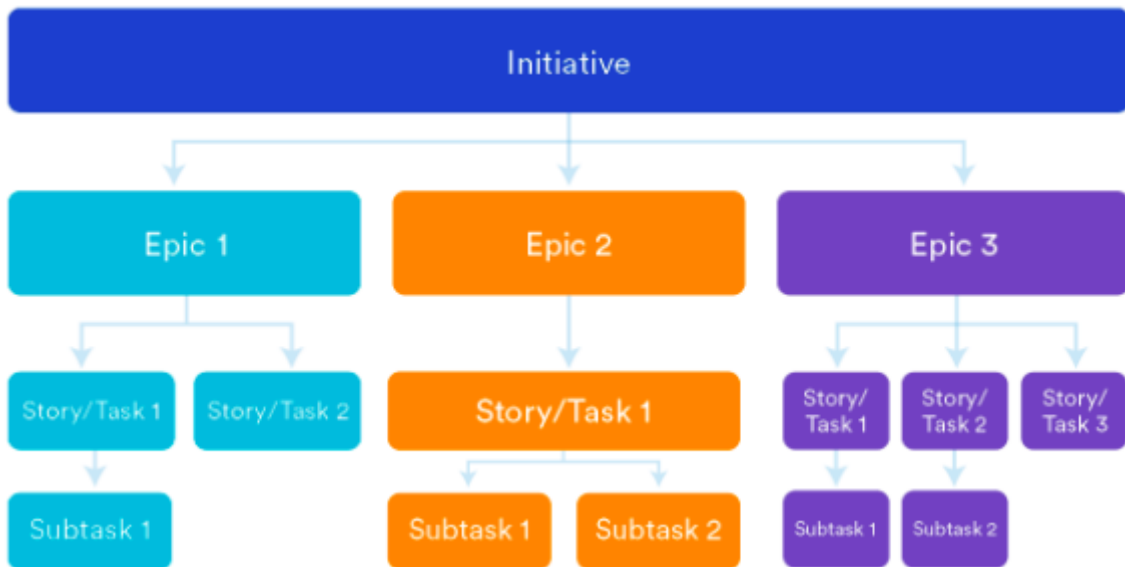 Initiative
Epic 1
Epic 2
Epic 3
Story/Task 1
Story/Task 2
Story/Task 1
Story/
Task 1
Story/
Task 2
Story/
Task 3
Subtask 1
Subtask 1
Subtask 2
Subtask 1
Subtask 2